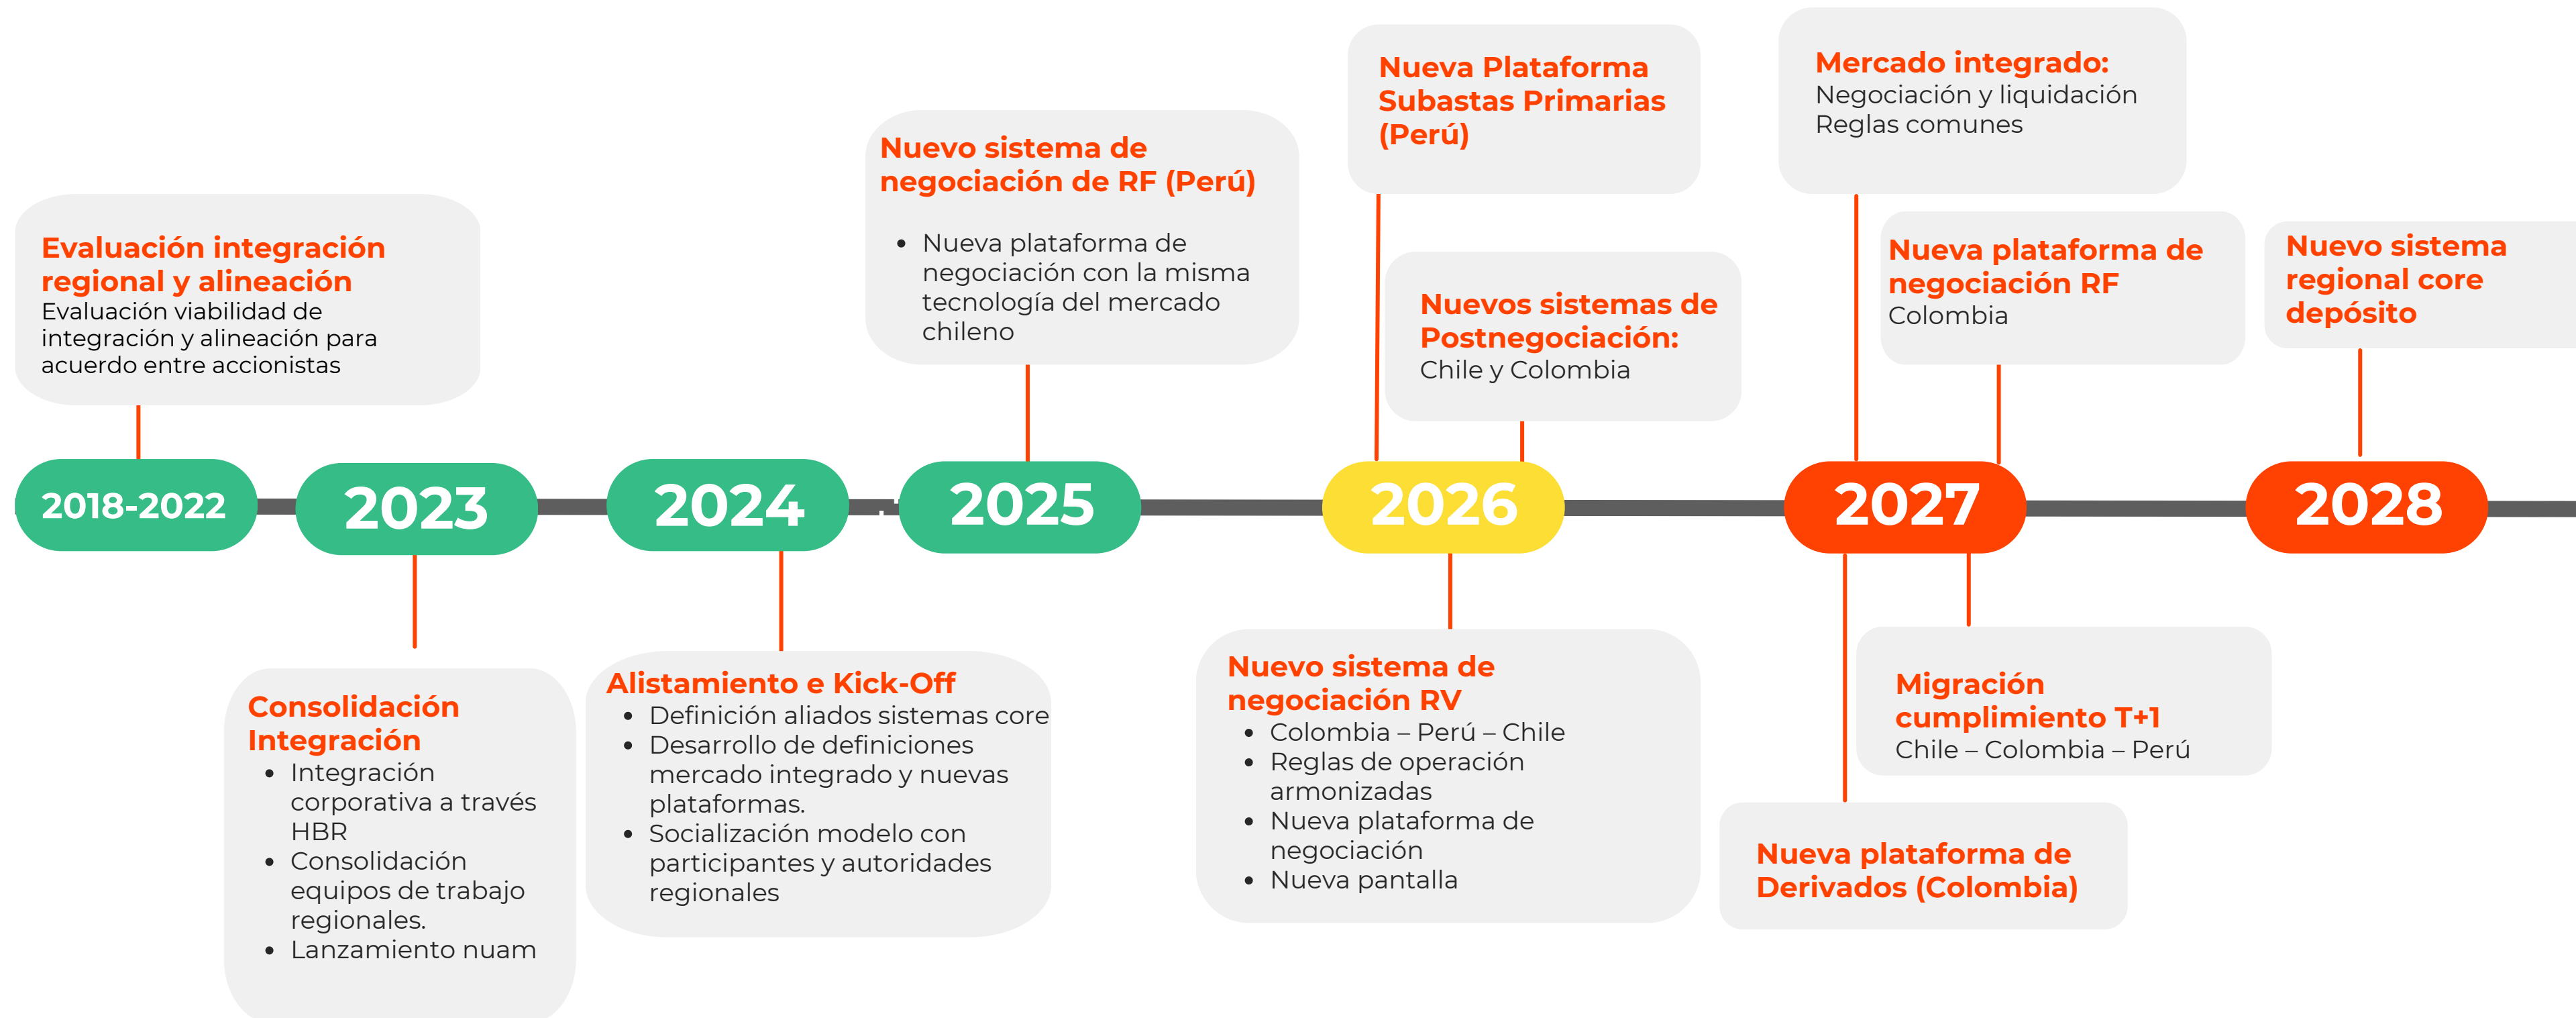 Evaluación integración
regional y alineación
Evaluación viabilidad de
integración y alineación para
acuerdo entre accionistas
Nuevo sistema de
negociación de RF (Perú)
• Nueva plataforma de
negociación con la misma
tecnología del mercado
chileno
Nueva Plataforma
Subastas Primarias
(Perú)
Nuevos sistemas de
Postnegociación:
Chile y Colombia
Mercado integrado:
Negociación y liquidación
Reglas comunes
Nueva plataforma de
negociación RF
Colombia
Nuevo sistema
regional core
depósito
2018-2022
2023
2024
2025
2026
2027
2028
Consolidación
Integración
• Integración
corporativa a través
HBR
• Consolidación
equipos de trabajo
regionales.
• Lanzamiento nuam
Alistamiento e Kick-Off
• Definición aliados sistemas core
• Desarrollo de definiciones
mercado integrado y nuevas
plataformas.
• Socialización modelo con
participantes y autoridades
regionales
Nuevo sistema de
negociación RV
• Colombia – Perú – Chile
• Reglas de operación
armonizadas
• Nueva plataforma de
negociación
• Nueva pantalla
Migración
cumplimiento T+1
Chile – Colombia – Perú
Nueva plataforma de
Derivados (Colombia)